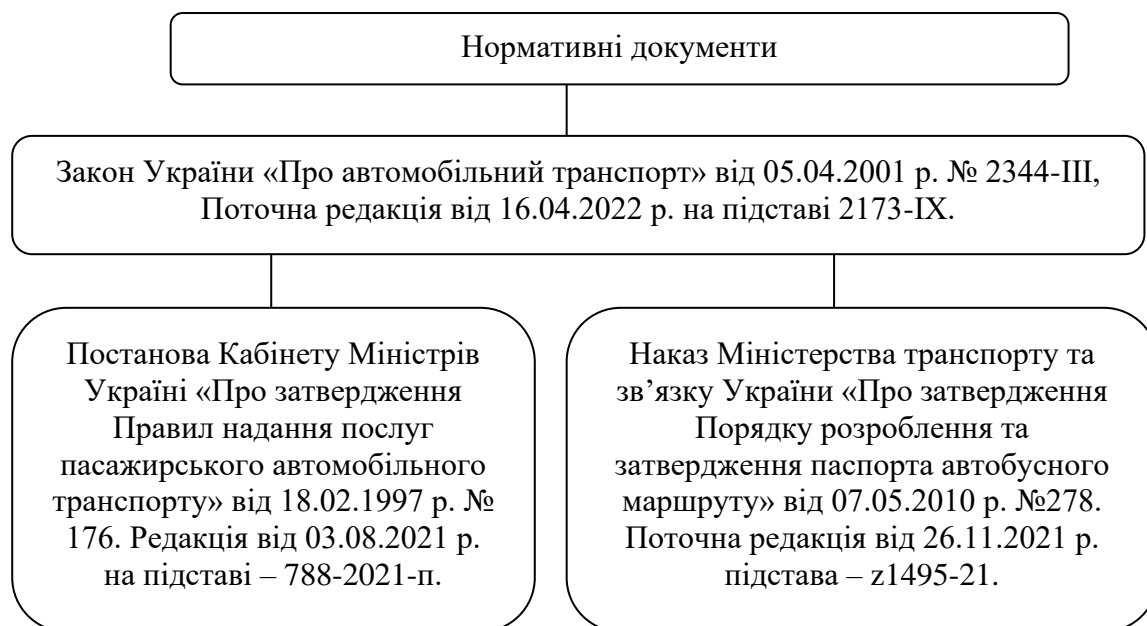 Нормативні документи
Закон України «Про автомобільний транспорт» від 05.04.2001 р. № 2344-III,
Поточна редакція від 16.04.2022 р. на підставі 2173-IX.
Постанова Кабінету Міністрів
Україні «Про затвердження
Правил надання послуг
пасажирського автомобільного
транспорту» від 18.02.1997 р. №
176. Редакція від 03.08.2021 р.
на підставі – 788-2021-п.
Наказ Міністерства транспорту та
зв’язку України «Про затвердження
Порядку розроблення та
затвердження паспорта автобусного
маршруту» від 07.05.2010 р. №278.
Поточна редакція від 26.11.2021 р.
підстава – z1495-21.